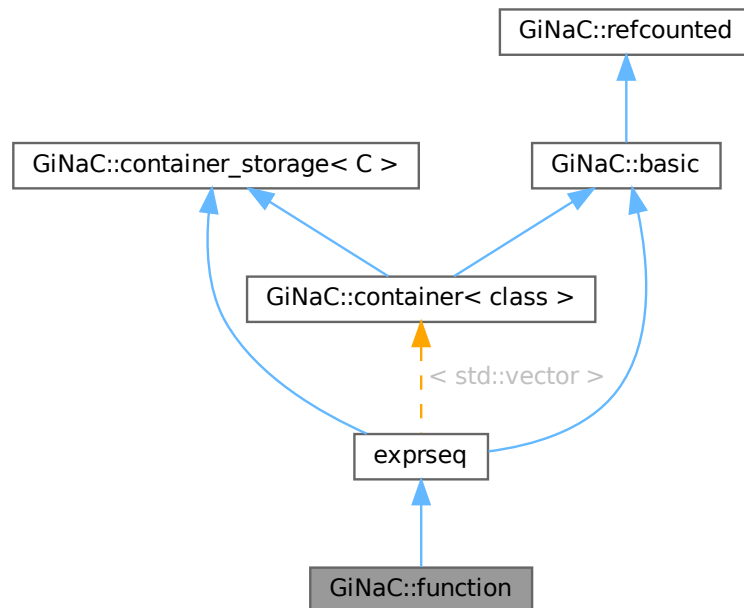 GiNaC::refcounted
GiNaC::container_storage< C >
GiNaC::basic
GiNaC::container< class >
< std::vector >
exprseq
GiNaC::function